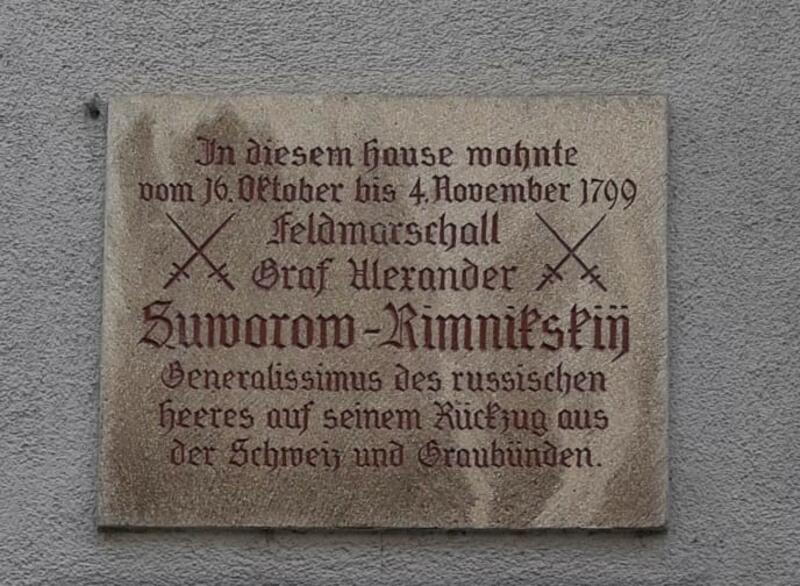 In diesem Hause wohnte
vom 16. Oktober bis 4. November 1799
Feldmarschall
Graf Alexander
Suworow-Rimnikskij
Generalissimus des russischen
Heeres auf seinem Rückzug aus
der Schweiz und Graubünden.